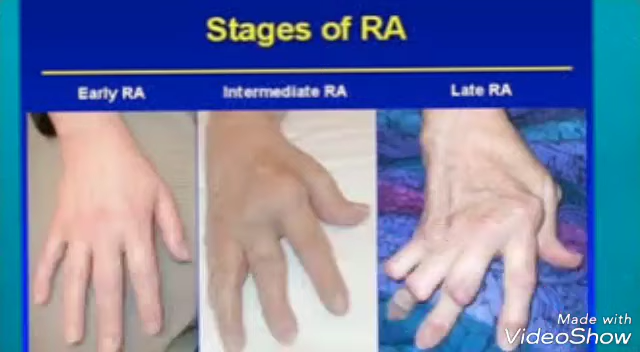 Stages of RA
Early RA
Intermediate RA
Late RA
Made with
VideoShow